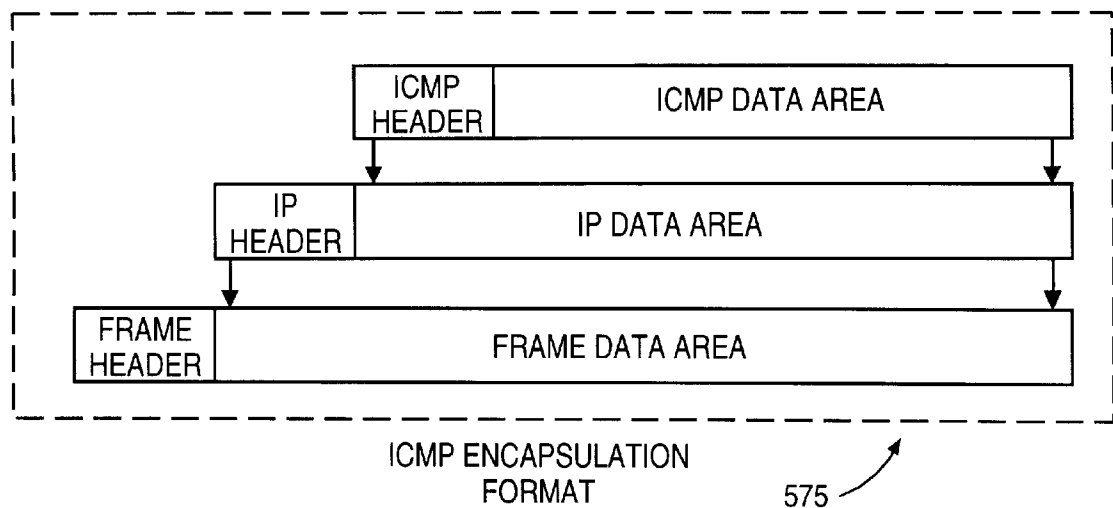 ICMP
HEADER
ICMP DATA AREA
IP
HEADER
IP DATA AREA
FRAME
HEADER
FRAME DATA AREA
ICMP ENCAPSULATION
FORMAT
575